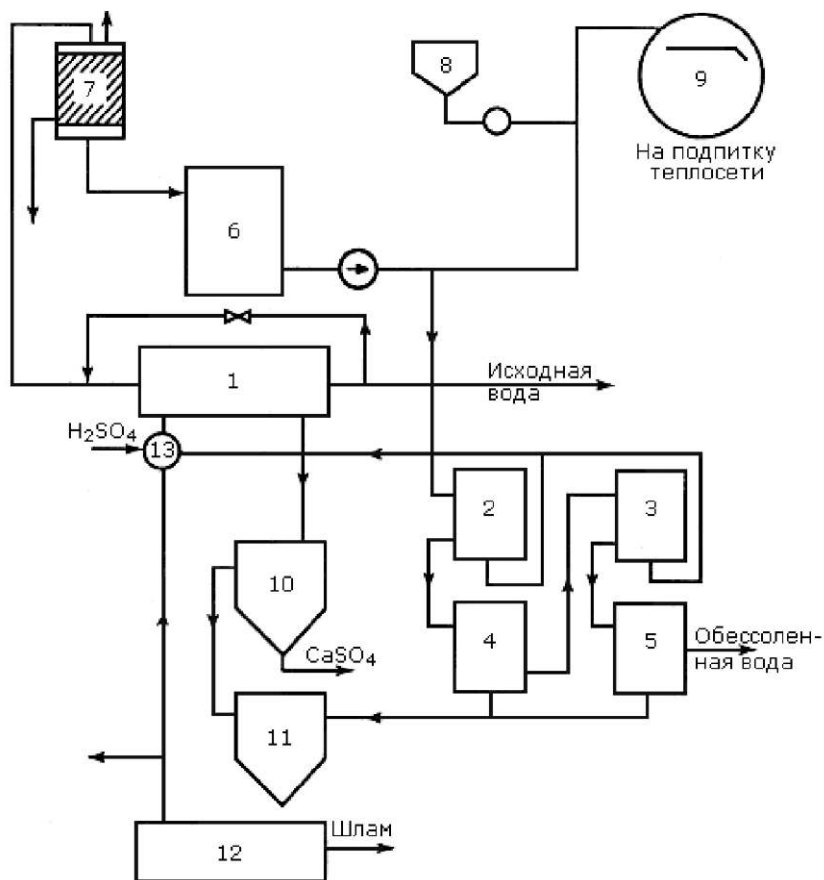 7
8
9
На подпитку
теплосети
6
Исходная
вода
1
H₂SO₄
13
2
3
10
CaSO₄
4
5
Обессолен-
ная вода
11
Шлам
12